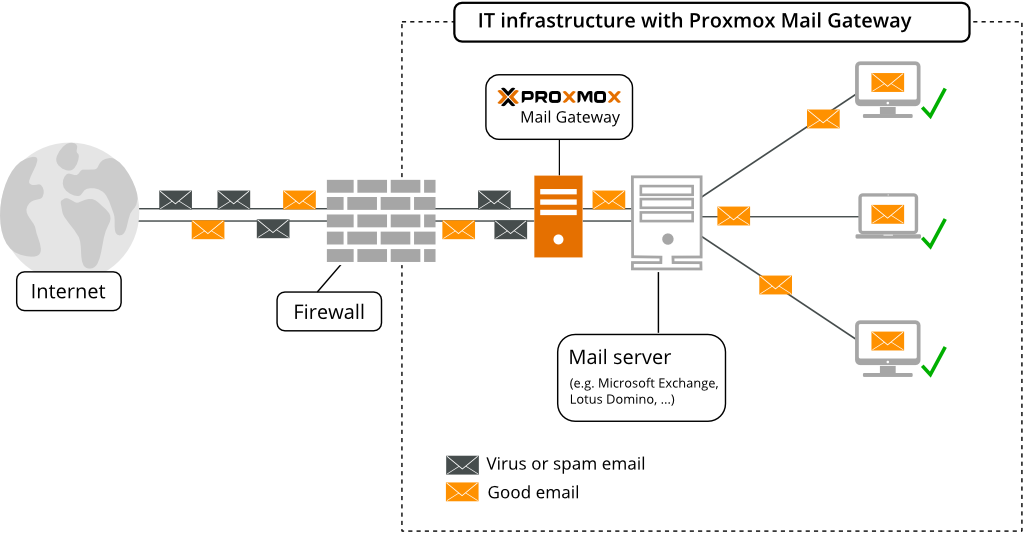 IT infrastructure with Proxmox Mail Gateway
PROXMOX
Mail Gateway
Internet
Firewall
Mail server
(e.g. Microsoft Exchange,
Lotus Domino, ...)
Virus or spam email
Good email